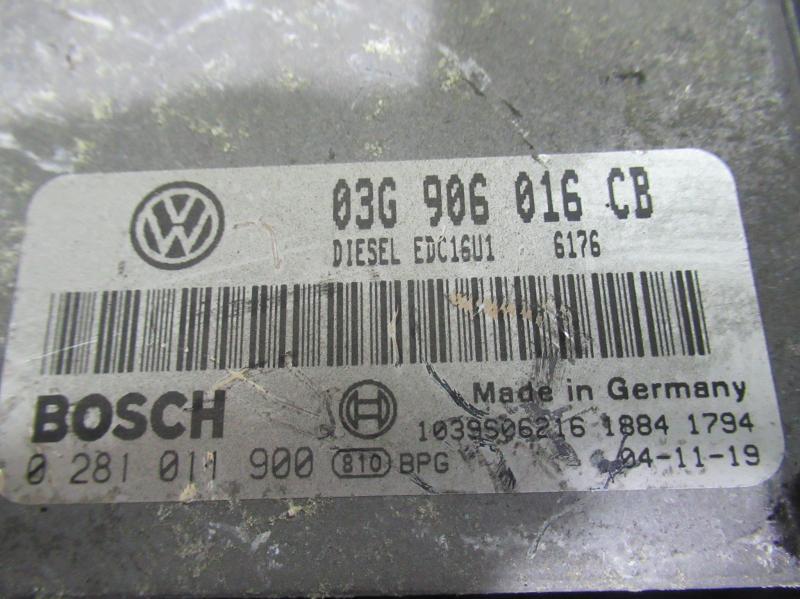 03G 906 016 CB
DIESEL EDC16U1 6176
BOSCH
Made in Germany
1039S06216 1884 1794
0 281 011 900 810 BPG 04-11-19